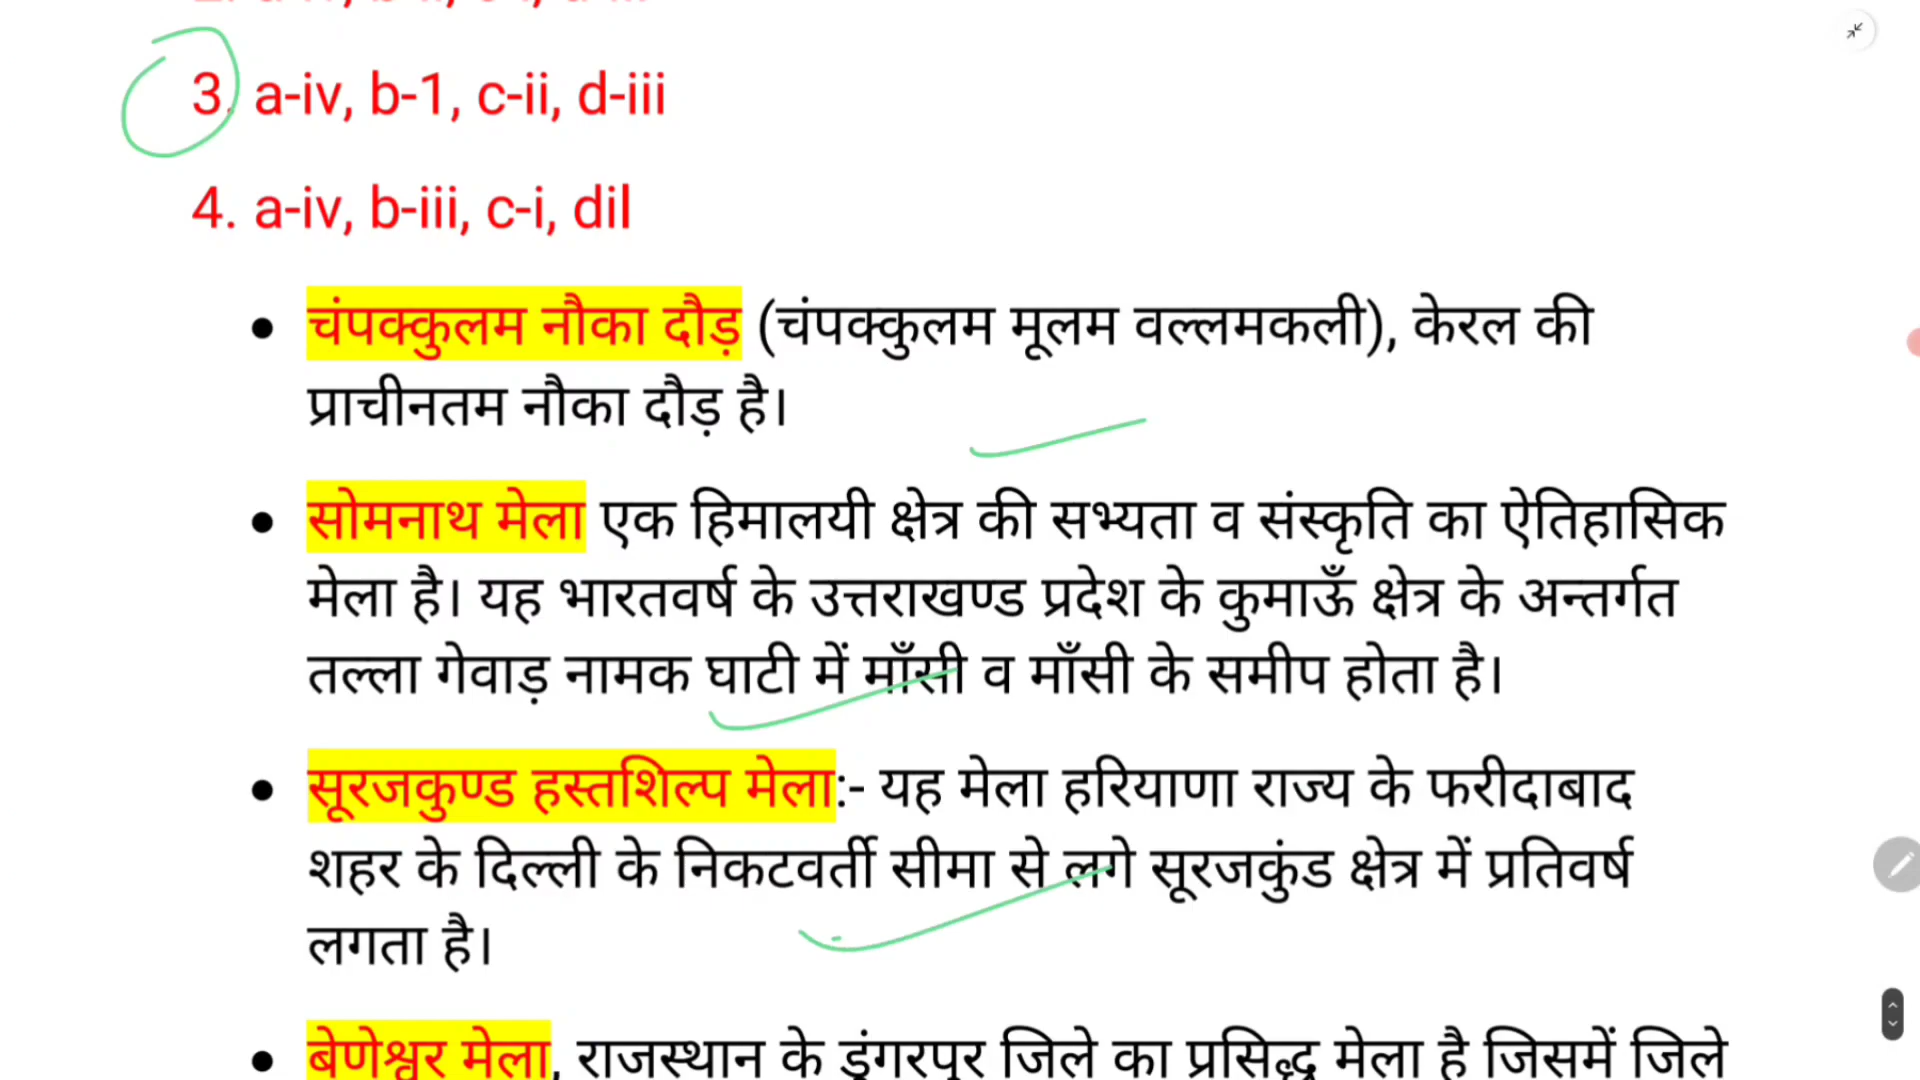 3. a-iv, b-1, c-ii, d-iii
4. a-iv, b-iii, c-i, dil
• चंपक्कुलम नौका दौड़ (चंपक्कुलम मूलम वल्लमकली), केरल की
प्राचीनतम नौका दौड़ है।
• सोमनाथ मेला एक हिमालयी क्षेत्र की सभ्यता व संस्कृति का ऐतिहासिक
मेला है। यह भारतवर्ष के उत्तराखण्ड प्रदेश के कुमाऊँ क्षेत्र के अन्तर्गत
तल्ला गेवाड़ नामक घाटी में माँसी व माँसी के समीप होता है।
• सूरजकुण्ड हस्तशिल्प मेला:- यह मेला हरियाणा राज्य के फरीदाबाद
शहर के दिल्ली के निकटवर्ती सीमा से लगे सूरजकुंड क्षेत्र में प्रतिवर्ष
लगता है।
• बेणेश्वर मेला, राजस्थान के डूंगरपुर जिले का प्रसिद्ध मेला है जिसमें जिले